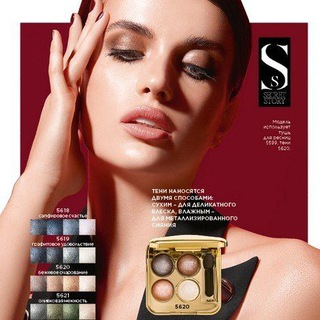 S
S
SECRET
STORY
Модель
использует
тушь
для ресниц
5599, тени
5620.
ТЕНИ НАНОСЯТСЯ
ДВУМЯ СПОСОБАМИ:
СУХИМ – ДЛЯ ДЕЛИКАТНОГО
БЛЕСКА, ВЛАЖНЫМ –
ДЛЯ МЕТАЛЛИЗИРОВАННОГО
СИЯНИЯ
5618
сапфировое счастье
5619
графитовое удовольствие
5620
бежевое очарование
5621
оливковая нежность
5620